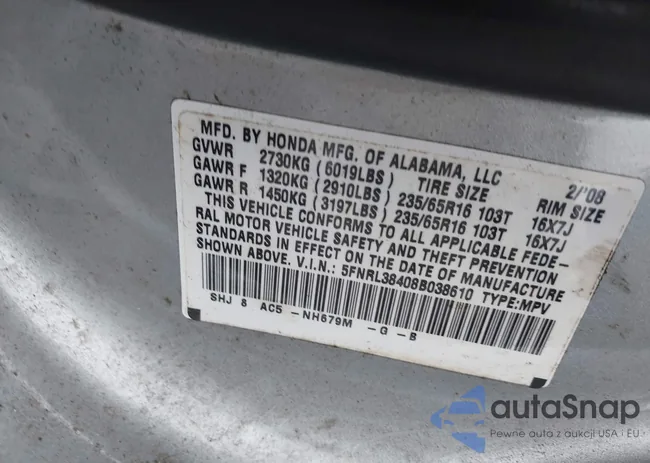 MFD. BY HONDA MFG. OF ALABAMA, LLC 2/'08
GVWR 2730KG (6019LBS) TIRE SIZE RIM SIZE
GAWR F 1320KG (2910LBS) 235/65R16 103T 16X7J
GAWR R 1450KG (3197LBS) 235/65R16 103T 16X7J
THIS VEHICLE CONFORMS TO ALL APPLICABLE FEDE-
RAL MOTOR VEHICLE SAFETY AND THEFT PREVENTION
STANDARDS IN EFFECT ON THE DATE OF MANUFACTURE
SHOWN ABOVE. V.I.N.: 5FNRL38408B038610 TYPE:MPV
SHJ 8 AC5 -NH679M -G -B
autaSnap
Pewne auta z aukcji USA i EU